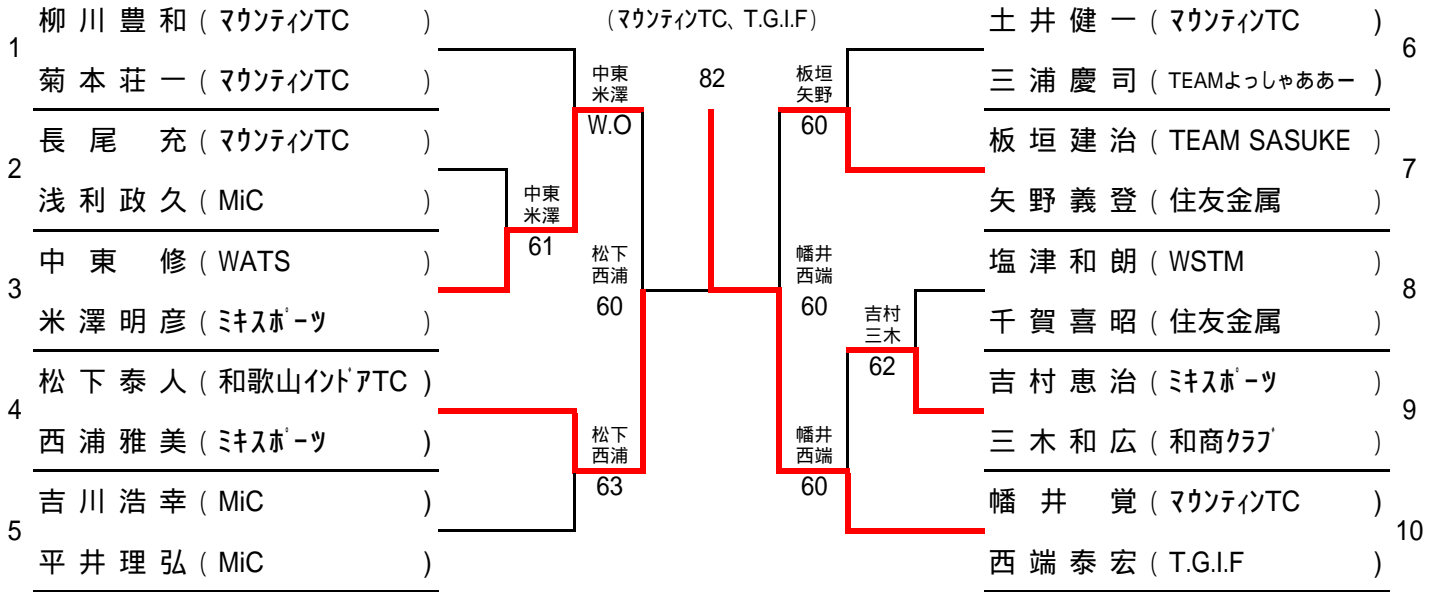 (マウンティンTC、T.G.I.F)
1
柳川豊和(マウンティンTC)
菊本荘一(マウンティンTC)
2
長尾 充(マウンティンTC)
浅利政久(MiC)
3
中東 修(WATS)
米澤明彦(ミキスポーツ)
4
松下泰人(和歌山インドアTC)
西浦雅美(ミキスポーツ)
5
吉川浩幸(MiC)
平井理弘(MiC)
中東
米澤
W.O
中東
米澤
61
松下
西浦
60
松下
西浦
63
82
板垣
矢野
60
幡井
西端
60
吉村
三木
62
幡井
西端
60
土井健一(マウンティンTC)
三浦慶司(TEAMよっしゃああー)
6
板垣建治(TEAM SASUKE)
矢野義登(住友金属)
7
塩津和朗(WSTM)
千賀喜昭(住友金属)
8
吉村恵治(ミキスポーツ)
三木和広(和商クラブ)
9
幡井 覚(マウンティンTC)
西端泰宏(T.G.I.F)
10